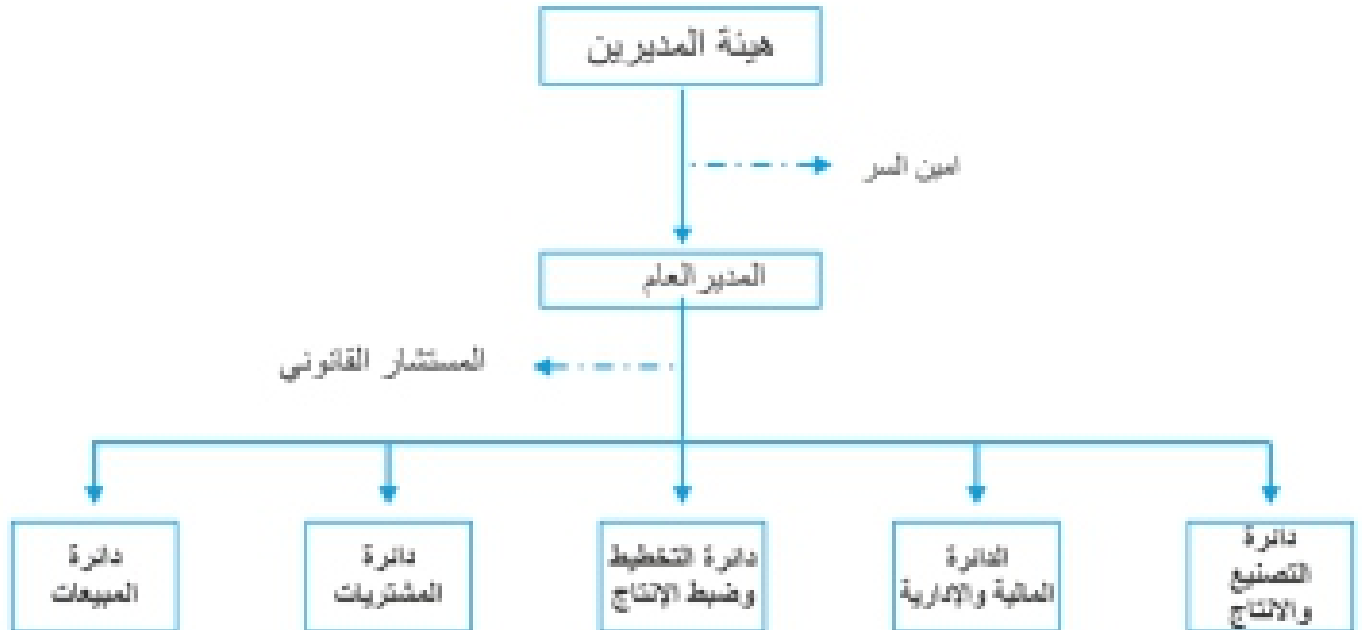 هيئة المديرين
امين السر
المدير العام
المستشار القانوني
دائرة
التصنيع
والانتاج
الدائرة
المالية والإدارية
دائرة التخطيط
وضبط الإنتاج
دائرة
المشتريات
دائرة
المبيعات